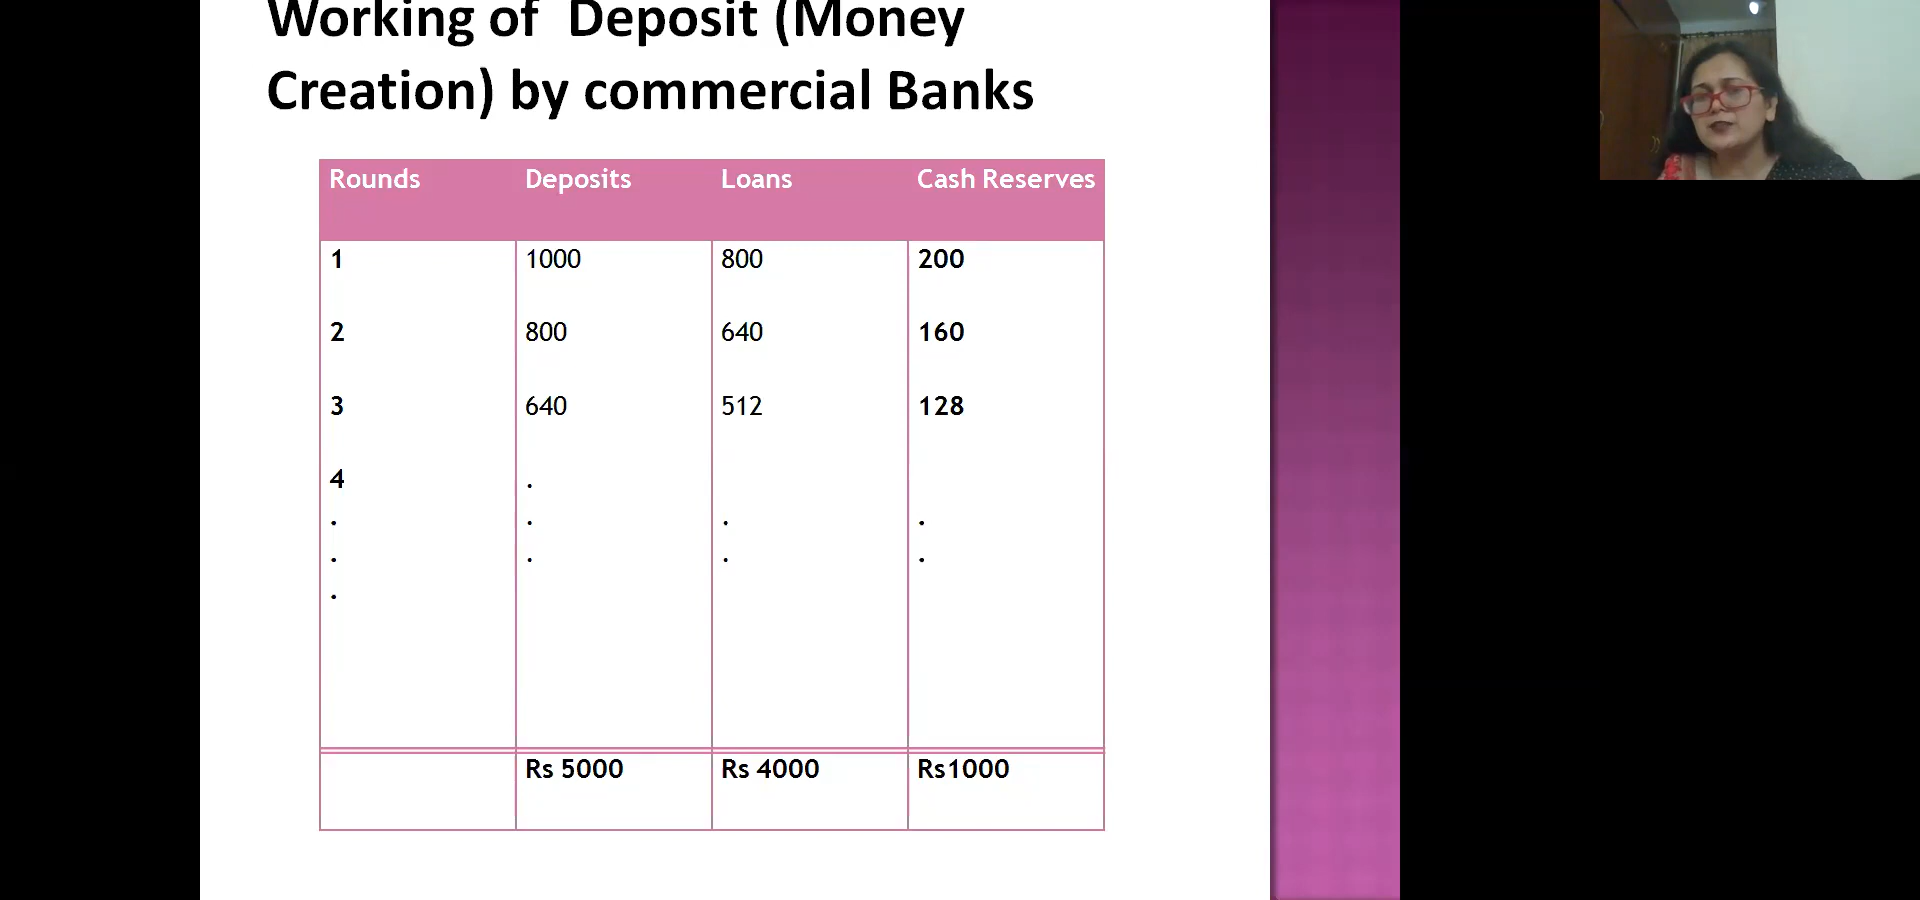 Working of  Deposit (Money
Creation) by commercial Banks
Rounds Deposits Loans Cash Reserves
1 1000 800 200
2 800 640 160
3 640 512 128
4 .
. . . .
. . . .
.
Rs 5000 Rs 4000 Rs1000